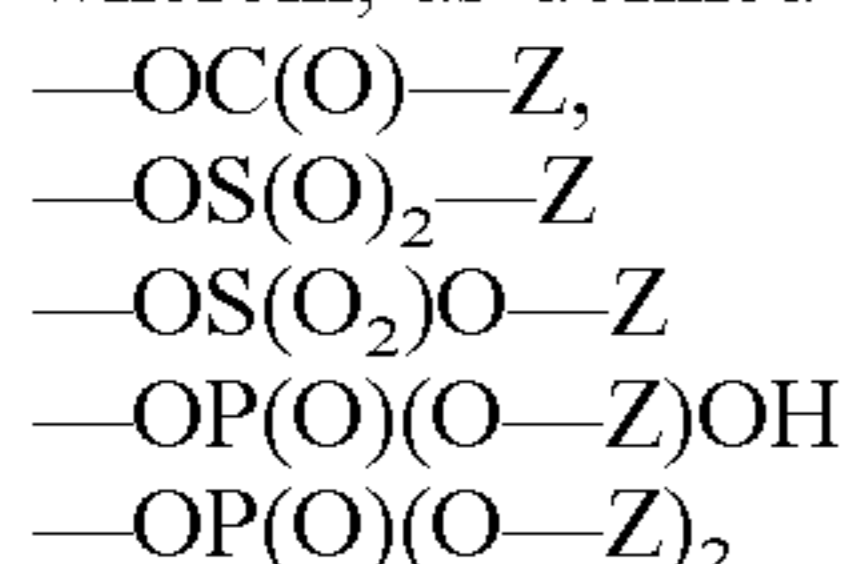 —OC(O)—Z,
—OS(O)₂—Z
—OS(O₂)O—Z
—OP(O)(O—Z)OH
—OP(O)(O—Z)₂